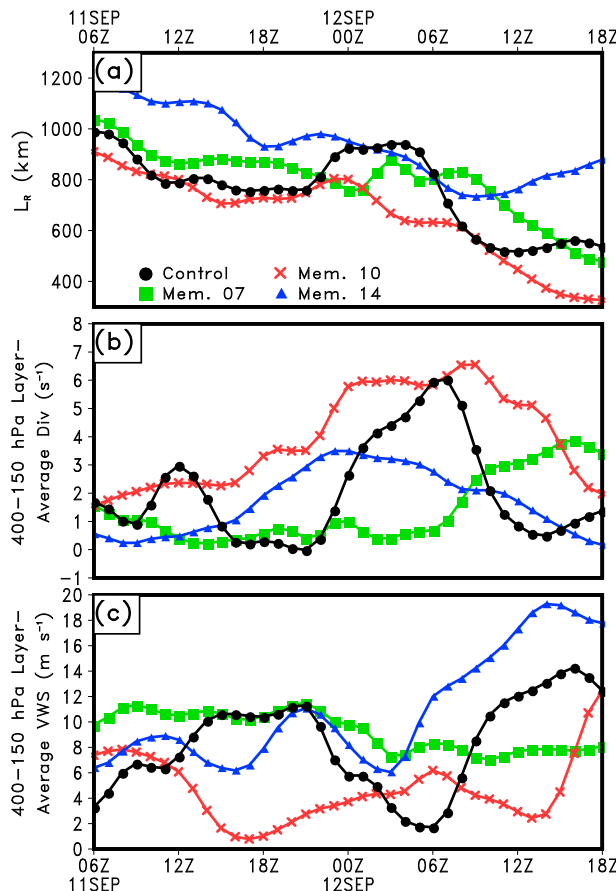 11SEP 12SEP
06Z 12Z 18Z 00Z 06Z 12Z 18Z
(a)
1200
1000
800
600
400
L_R (km)
Control Mem. 10
Mem. 07 Mem. 14
(b)
8
7
6
5
4
3
2
1
0
−1
400−150 hPa Layer−
Average Div (s⁻¹)
(c)
20
18
16
14
12
10
8
6
4
2
0
400−150 hPa Layer−
Average VWS (m s⁻¹)
06Z 12Z 18Z 00Z 06Z 12Z 18Z
11SEP 12SEP